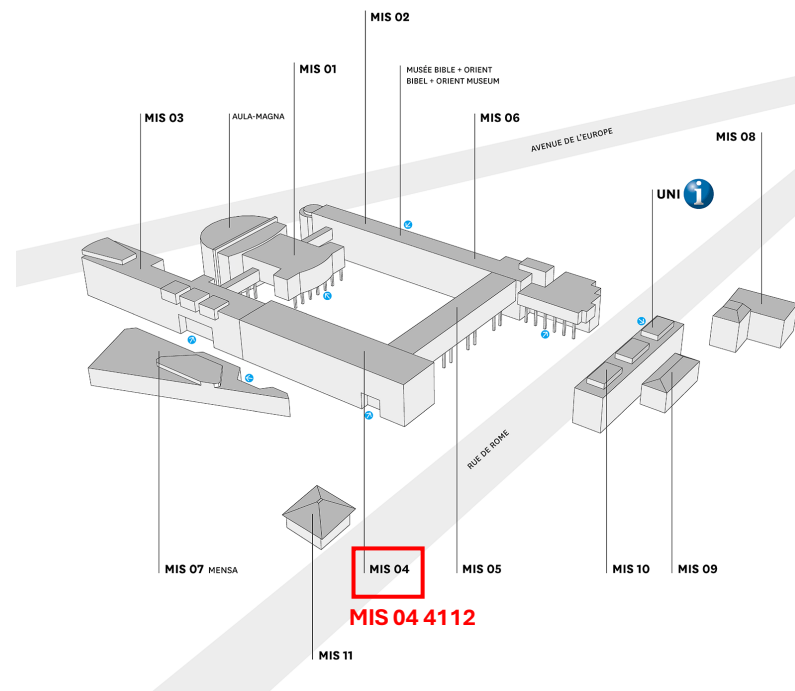 MIS 02
MIS 01
MUSÉE BIBLE + ORIENT
BIBEL + ORIENT MUSEUM
MIS 03
AULA-MAGNA
MIS 06
AVENUE DE L'EUROPE
MIS 08
UNI i
RUE DE ROME
MIS 07 MENSA
MIS 04
MIS 05
MIS 10
MIS 09
MIS 04 4112
MIS 11